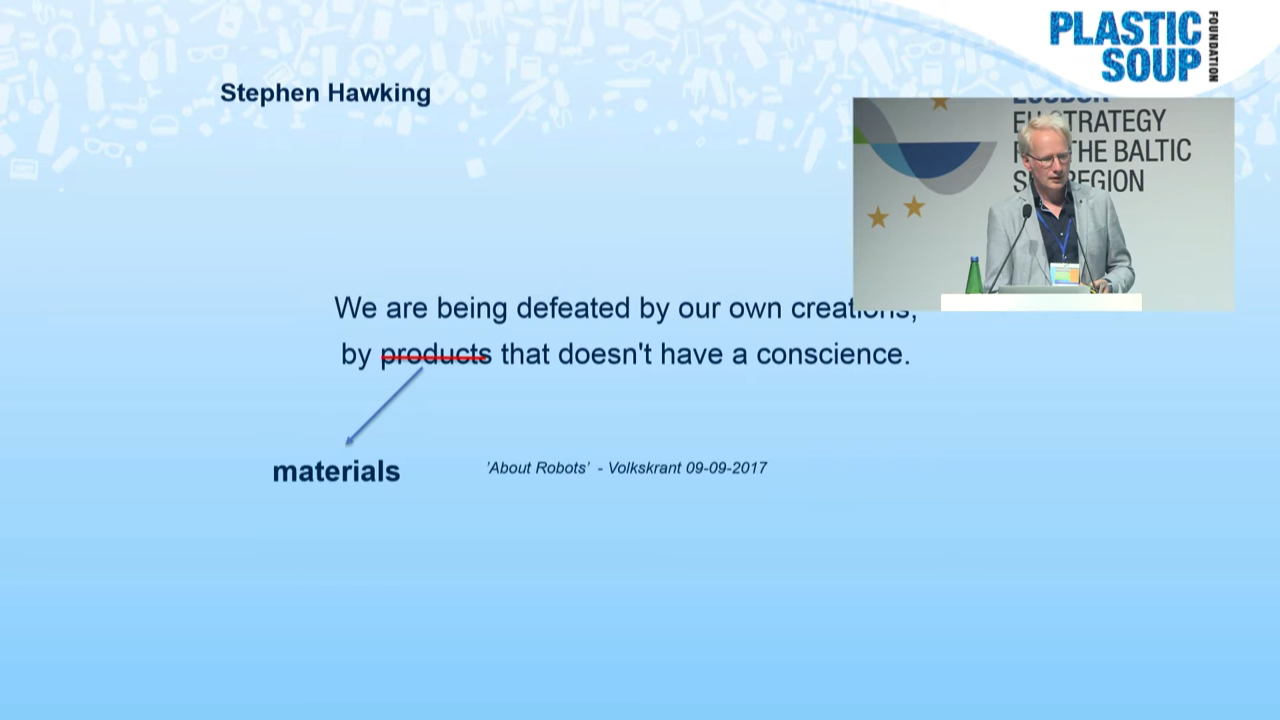 PLASTIC
SOUP
FOUNDATION
Stephen Hawking
EU STRATEGY
THE BALTIC
REGION
We are being defeated by our own creations,
by products that doesn't have a conscience.
materials
'About Robots' - Volkskrant 09-09-2017